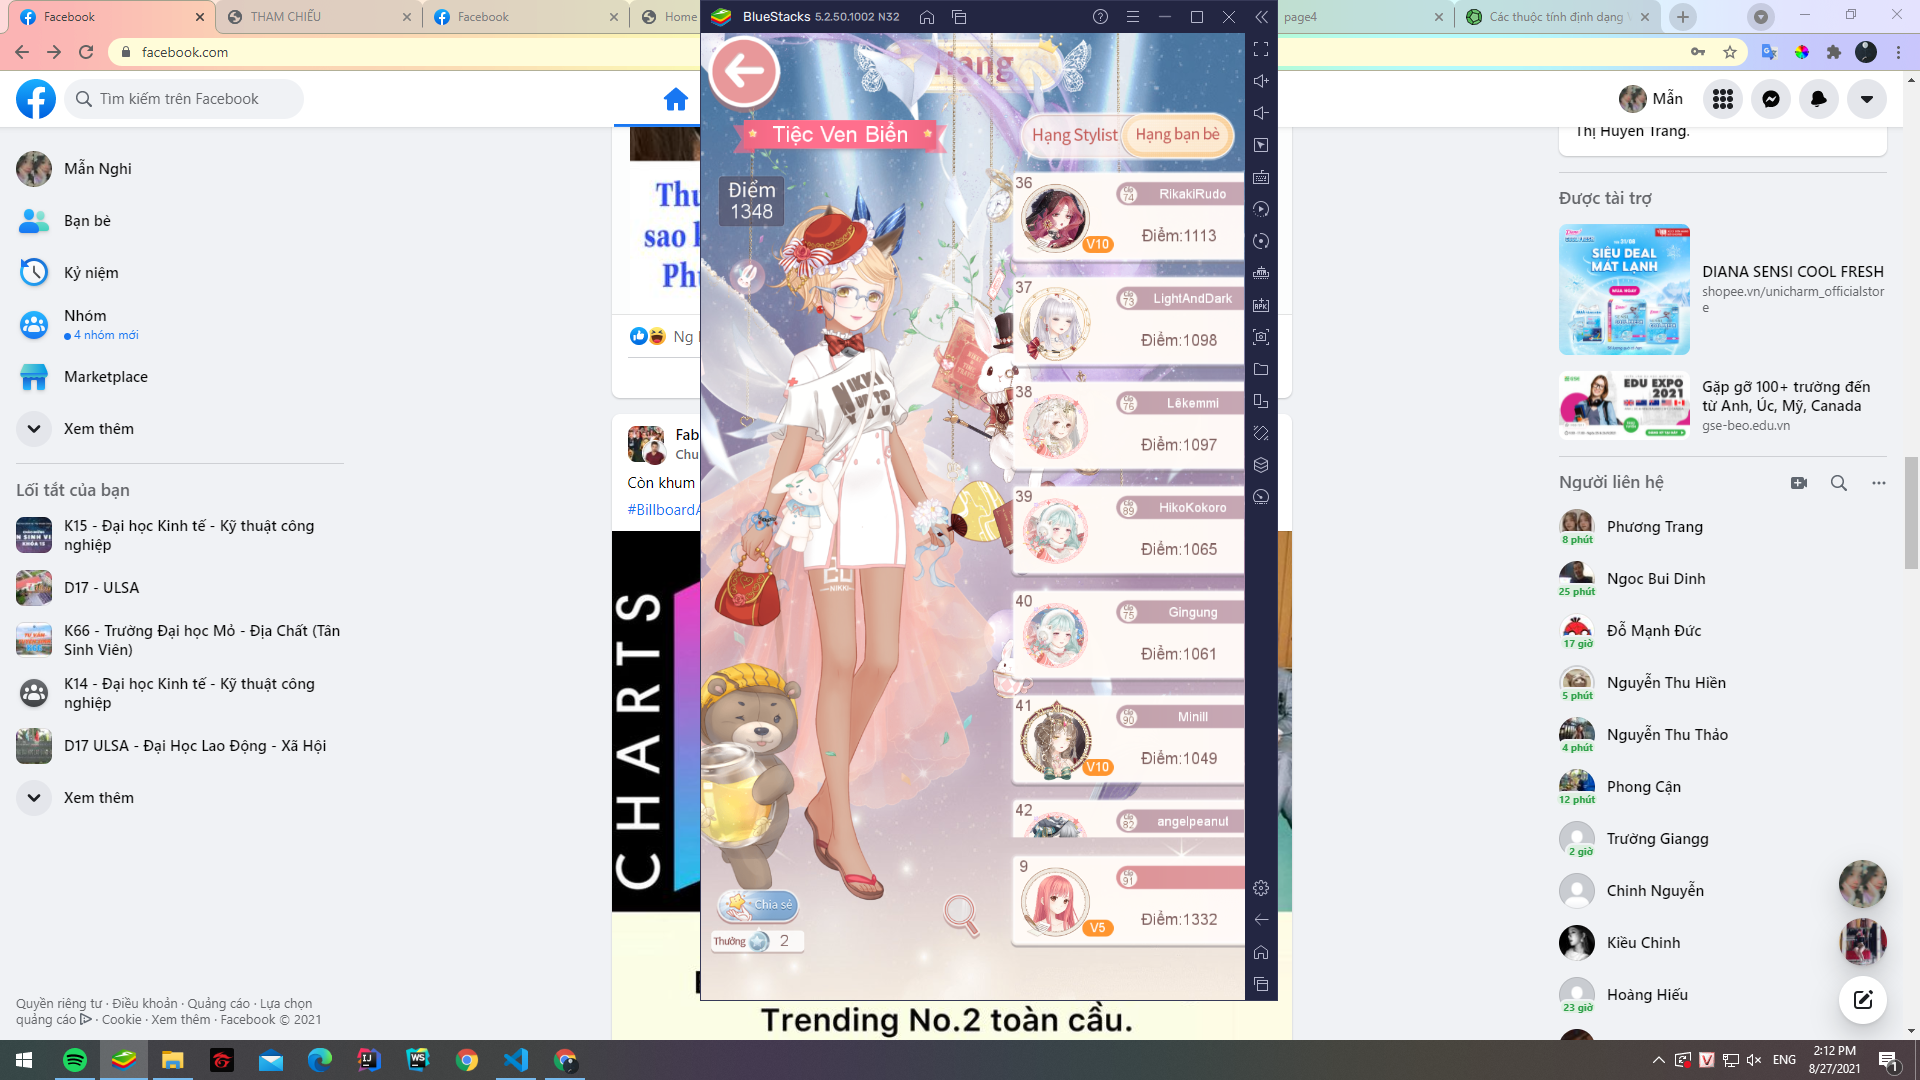 Facebook
THAM CHIẾU
Facebook
Home
page4
Các thuộc tính định dạng
facebook.com
BlueStacks 5.2.50.1002 N32
Tìm kiếm trên Facebook
Mẫn
Mẫn Nghi
Bạn bè
Kỷ niệm
Nhóm
4 nhóm mới
Marketplace
Xem thêm
Lối tắt của bạn
K15 - Đại học Kinh tế - Kỹ thuật công
nghiệp
D17 - ULSA
K66 - Trường Đại học Mỏ - Địa Chất (Tân
Sinh Viên)
K14 - Đại học Kinh tế - Kỹ thuật công
nghiệp
D17 ULSA - Đại Học Lao Động - Xã Hội
Xem thêm
Quyền riêng tư · Điều khoản · Quảng cáo · Lựa chọn
quảng cáo · Cookie · Xem thêm · Facebook © 2021
Thu
sao
Ph
Ng
Fab
Chu
Còn khum
#Billboard
CHARTS
Trending No.2 toàn cầu.
Tiệc Ven Biển
Hạng Stylist
Hạng bạn bè
Điểm
1348
36
74
RikakiRudo
V10
Điểm:1113
37
73
LightAndDark
Điểm:1098
38
76
Lêkemmi
Điểm:1097
39
89
HikoKokoro
Điểm:1065
40
75
Gingung
Điểm:1061
41
90
Minill
V10
Điểm:1049
42
82
angelpeanut
9
91
V5
Điểm:1332
NIKKI
Chia sẻ
Thưởng 2
Thị Huyền Trang.
Được tài trợ
SIÊU DEAL
MÁT LẠNH
DIANA SENSI COOL FRESH
shopee.vn/unicharm_officialstor
e
EDU EXPO
2021
Gặp gỡ 100+ trường đến
từ Anh, Úc, Mỹ, Canada
gse-beo.edu.vn
Người liên hệ
Phương Trang
8 phút
Ngoc Bui Dinh
25 phút
Đỗ Mạnh Đức
17 giờ
Nguyễn Thu Hiền
5 phút
Nguyễn Thu Thảo
4 phút
Phong Cận
12 phút
Trường Giangg
2 giờ
Chinh Nguyễn
Kiều Chinh
Hoàng Hiếu
23 giờ
ENG
2:12 PM
8/27/2021
1